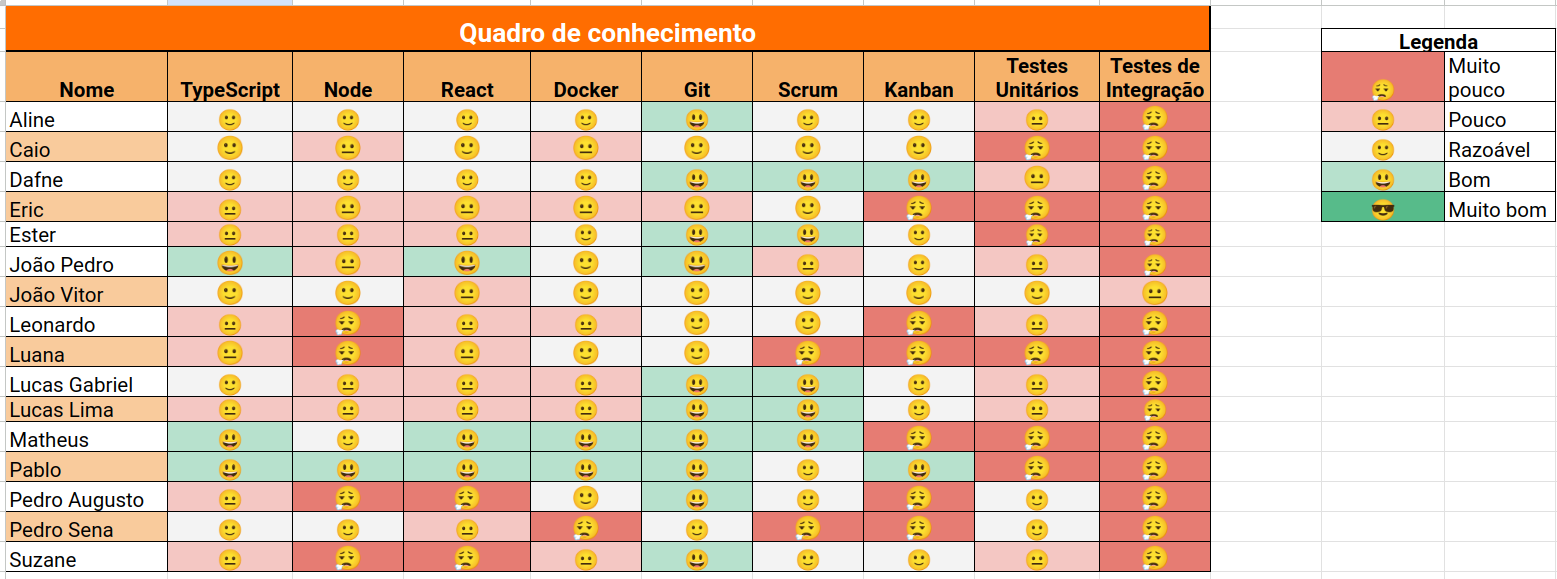 Quadro de conhecimento
Legenda
Nome TypeScript Node React Docker Git Scrum Kanban Testes Unitários Testes de Integração
Muito pouco
Aline
Pouco
Caio
Razoável
Dafne
Bom
Eric
Muito bom
Ester
João Pedro
João Vitor
Leonardo
Luana
Lucas Gabriel
Lucas Lima
Matheus
Pablo
Pedro Augusto
Pedro Sena
Suzane